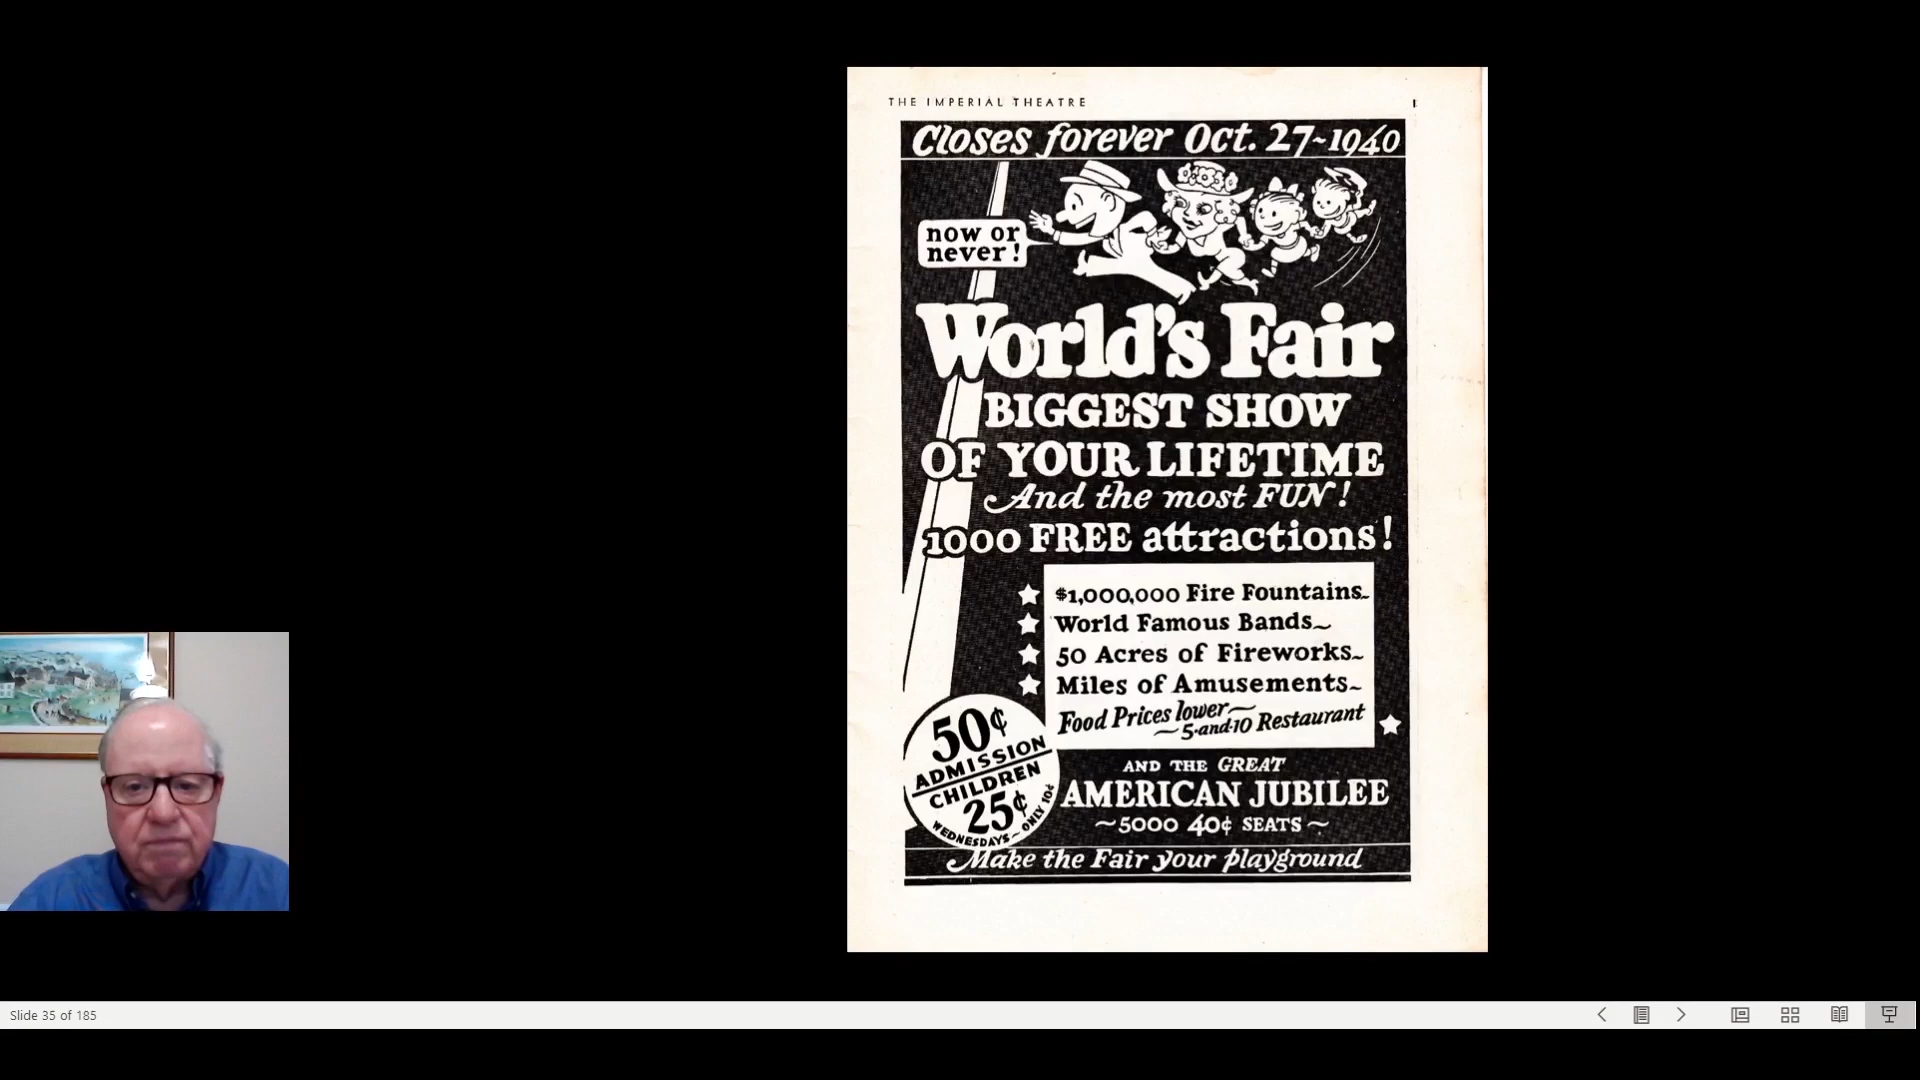 THE IMPERIAL THEATRE
Closes forever Oct. 27~1940
now or
never!
World's Fair
BIGGEST SHOW
OF YOUR LIFETIME
And the most FUN!
1000 FREE attractions!
$1,000,000 Fire Fountains~
World Famous Bands~
50 Acres of Fireworks~
Miles of Amusements~
Food Prices lower~
~5-and-10 Restaurant
50¢
ADMISSION
CHILDREN
25¢
WEDNESDAYS~ONLY 10¢
AND THE GREAT
AMERICAN JUBILEE
~5000 40¢ SEATS~
Make the Fair your playground
Slide 35 of 185